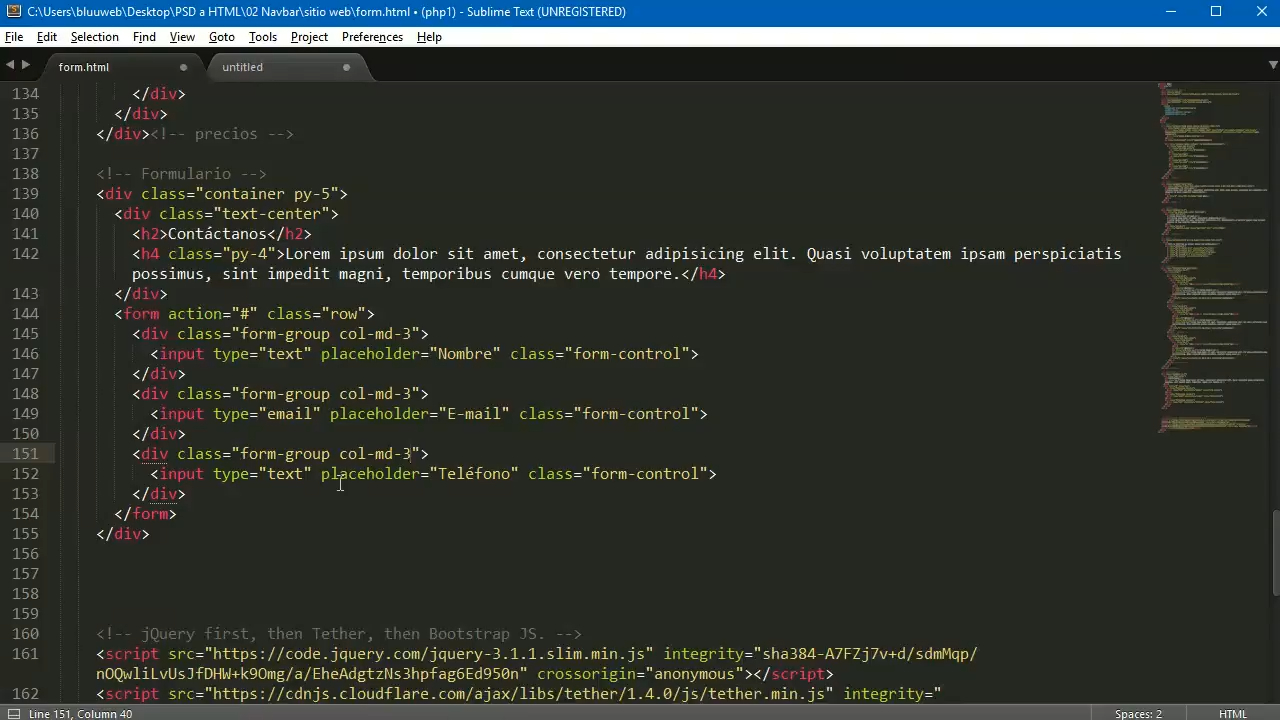 C:\Users\bluuweb\Desktop\PSD a HTML\02 Navbar\sitio web\form.html • (php1) - Sublime Text (UNREGISTERED)
File Edit Selection Find View Goto Tools Project Preferences Help
form.html untitled
134 </div>
135 </div>
136 </div><!-- precios -->
137
138 <!-- Formulario -->
139 <div class="container py-5">
140 <div class="text-center">
141 <h2>Contáctanos</h2>
142 <h4 class="py-4">Lorem ipsum dolor sit amet, consectetur adipisicing elit. Quasi voluptatem ipsam perspiciatis
possimus, sint impedit magni, temporibus cumque vero tempore.</h4>
143 </div>
144 <form action="#" class="row">
145 <div class="form-group col-md-3">
146 <input type="text" placeholder="Nombre" class="form-control">
147 </div>
148 <div class="form-group col-md-3">
149 <input type="email" placeholder="E-mail" class="form-control">
150 </div>
151 <div class="form-group col-md-3">
152 <input type="text" placeholder="Teléfono" class="form-control">
153 </div>
154 </form>
155 </div>
156
157
158
159
160 <!-- jQuery first, then Tether, then Bootstrap JS. -->
161 <script src="https://code.jquery.com/jquery-3.1.1.slim.min.js" integrity="sha384-A7FZj7v+d/sdmMqp/
nOQwliLvUsJfDHW+k9Omg/a/EheAdgtzNs3hpfag6Ed950n" crossorigin="anonymous"></script>
162 <script src="https://cdnjs.cloudflare.com/ajax/libs/tether/1.4.0/js/tether.min.js" integrity="
Line 151, Column 40 Spaces: 2 HTML